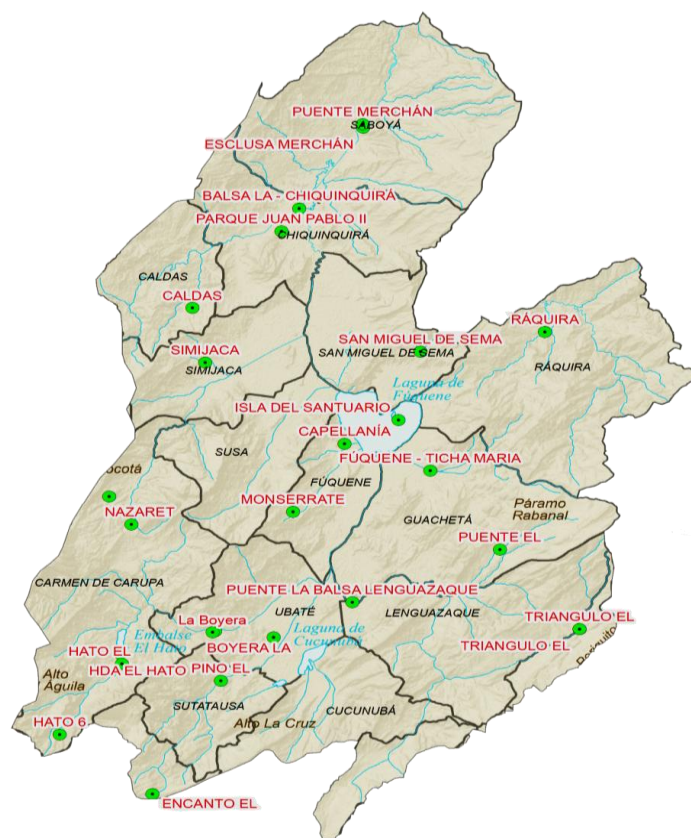 PUENTE MERCHÁN
SABOYÁ
ESCLUSA MERCHÁN
BALSA LA - CHIQUINQUIRÁ
PARQUE JUAN PABLO II
CHIQUINQUIRÁ
CALDAS
CALDAS
RÁQUIRA
SAN MIGUEL DE SEMA
SAN MIGUEL DE SEMA
SIMIJACA
SIMIJACA
RÁQUIRA
Laguna de
Fúquene
ISLA DEL SANTUARIO
CAPELLANÍA
SUSA
FÚQUENE - TICHA MARIA
ocotá
FÚQUENE
MONSERRATE
NAZARET
GUACHETÁ
Páramo
Rabanal
PUENTE EL
CARMEN DE CARUPA
PUENTE LA BALSA LENGUAZAQUE
UBATÉ
LENGUAZAQUE
La Boyera
Embalse
El Hato
Laguna de
Cucunubá
TRIANGULO EL
TRIANGULO EL
HATO EL
BOYERA LA
HDA EL HATO
PINO EL
Alto
Águila
SUTATAUSA
CUCUNUBÁ
HATO 6
Alto La Cruz
ENCANTO EL